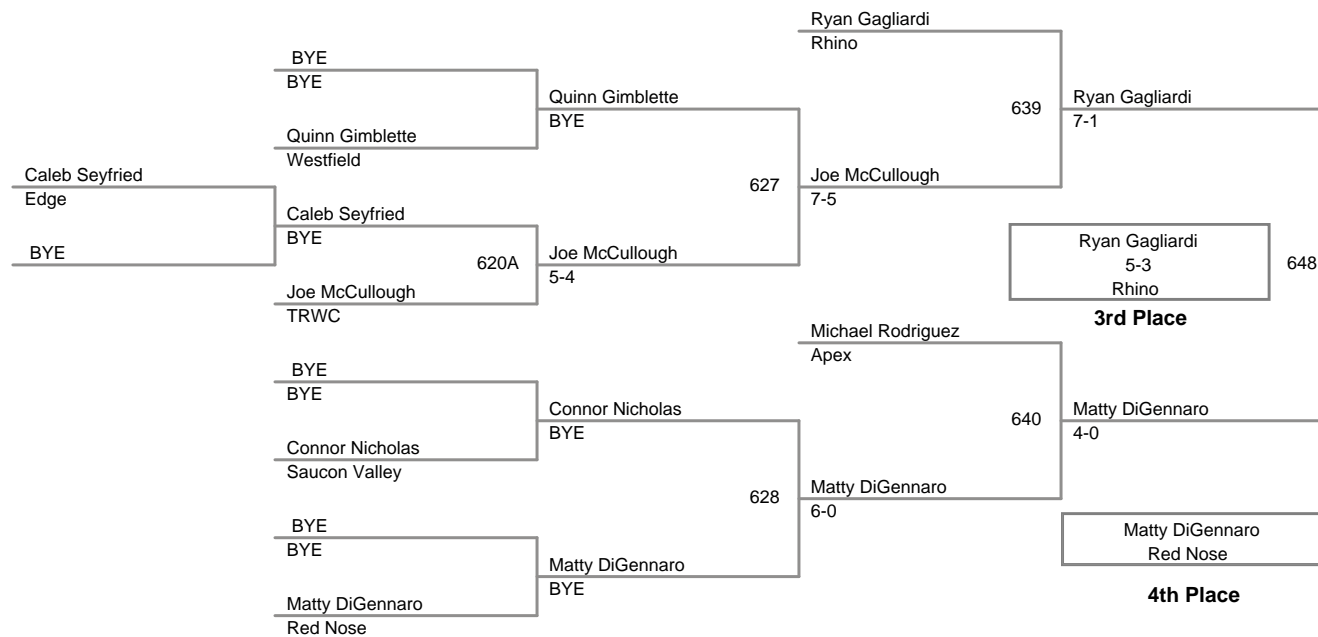 Ryan Gagliardi
Rhino
BYE
BYE
Quinn Gimblette
BYE
639
Ryan Gagliardi
7-1
Quinn Gimblette
Westfield
Caleb Seyfried
Edge
627
Joe McCullough
7-5
Caleb Seyfried
BYE
BYE
620A
Joe McCullough
5-4
Ryan Gagliardi
5-3
Rhino
648
3rd Place
Joe McCullough
TRWC
Michael Rodriguez
Apex
BYE
BYE
Connor Nicholas
BYE
640
Matty DiGennaro
4-0
Connor Nicholas
Saucon Valley
628
Matty DiGennaro
6-0
BYE
BYE
Matty DiGennaro
Red Nose
4th Place
Matty DiGennaro
BYE
Matty DiGennaro
Red Nose